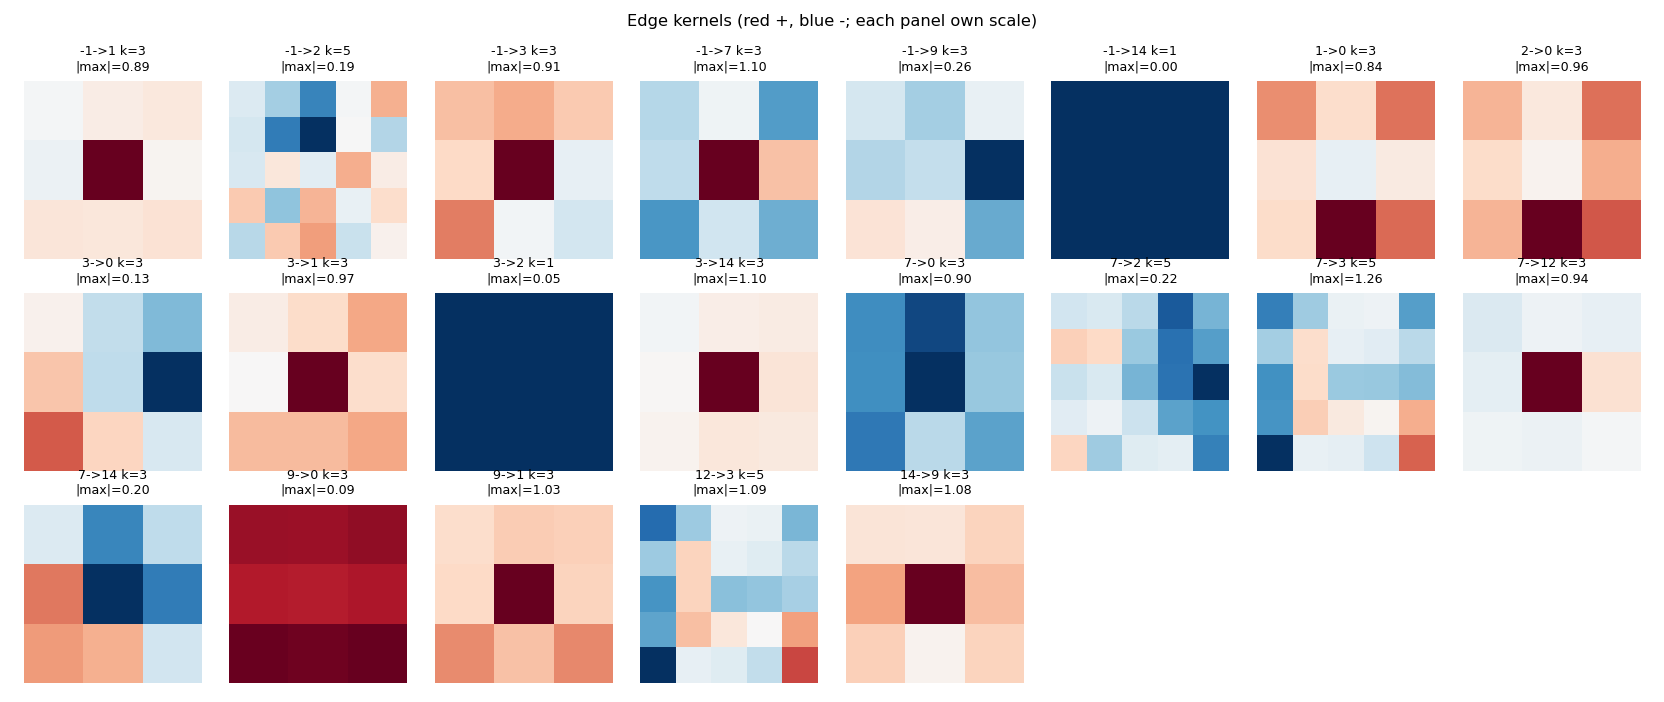 Edge kernels (red +, blue -; each panel own scale)
-1->1 k=3
|max|=0.89
-1->2 k=5
|max|=0.19
-1->3 k=3
|max|=0.91
-1->7 k=3
|max|=1.10
-1->9 k=3
|max|=0.26
-1->14 k=1
|max|=0.00
1->0 k=3
|max|=0.84
2->0 k=3
|max|=0.96
3->0 k=3
|max|=0.13
3->1 k=3
|max|=0.97
3->2 k=1
|max|=0.05
3->14 k=3
|max|=1.10
7->0 k=3
|max|=0.90
7->2 k=5
|max|=0.22
7->3 k=5
|max|=1.26
7->12 k=3
|max|=0.94
7->14 k=3
|max|=0.20
9->0 k=3
|max|=0.09
9->1 k=3
|max|=1.03
12->3 k=5
|max|=1.09
14->9 k=3
|max|=1.08